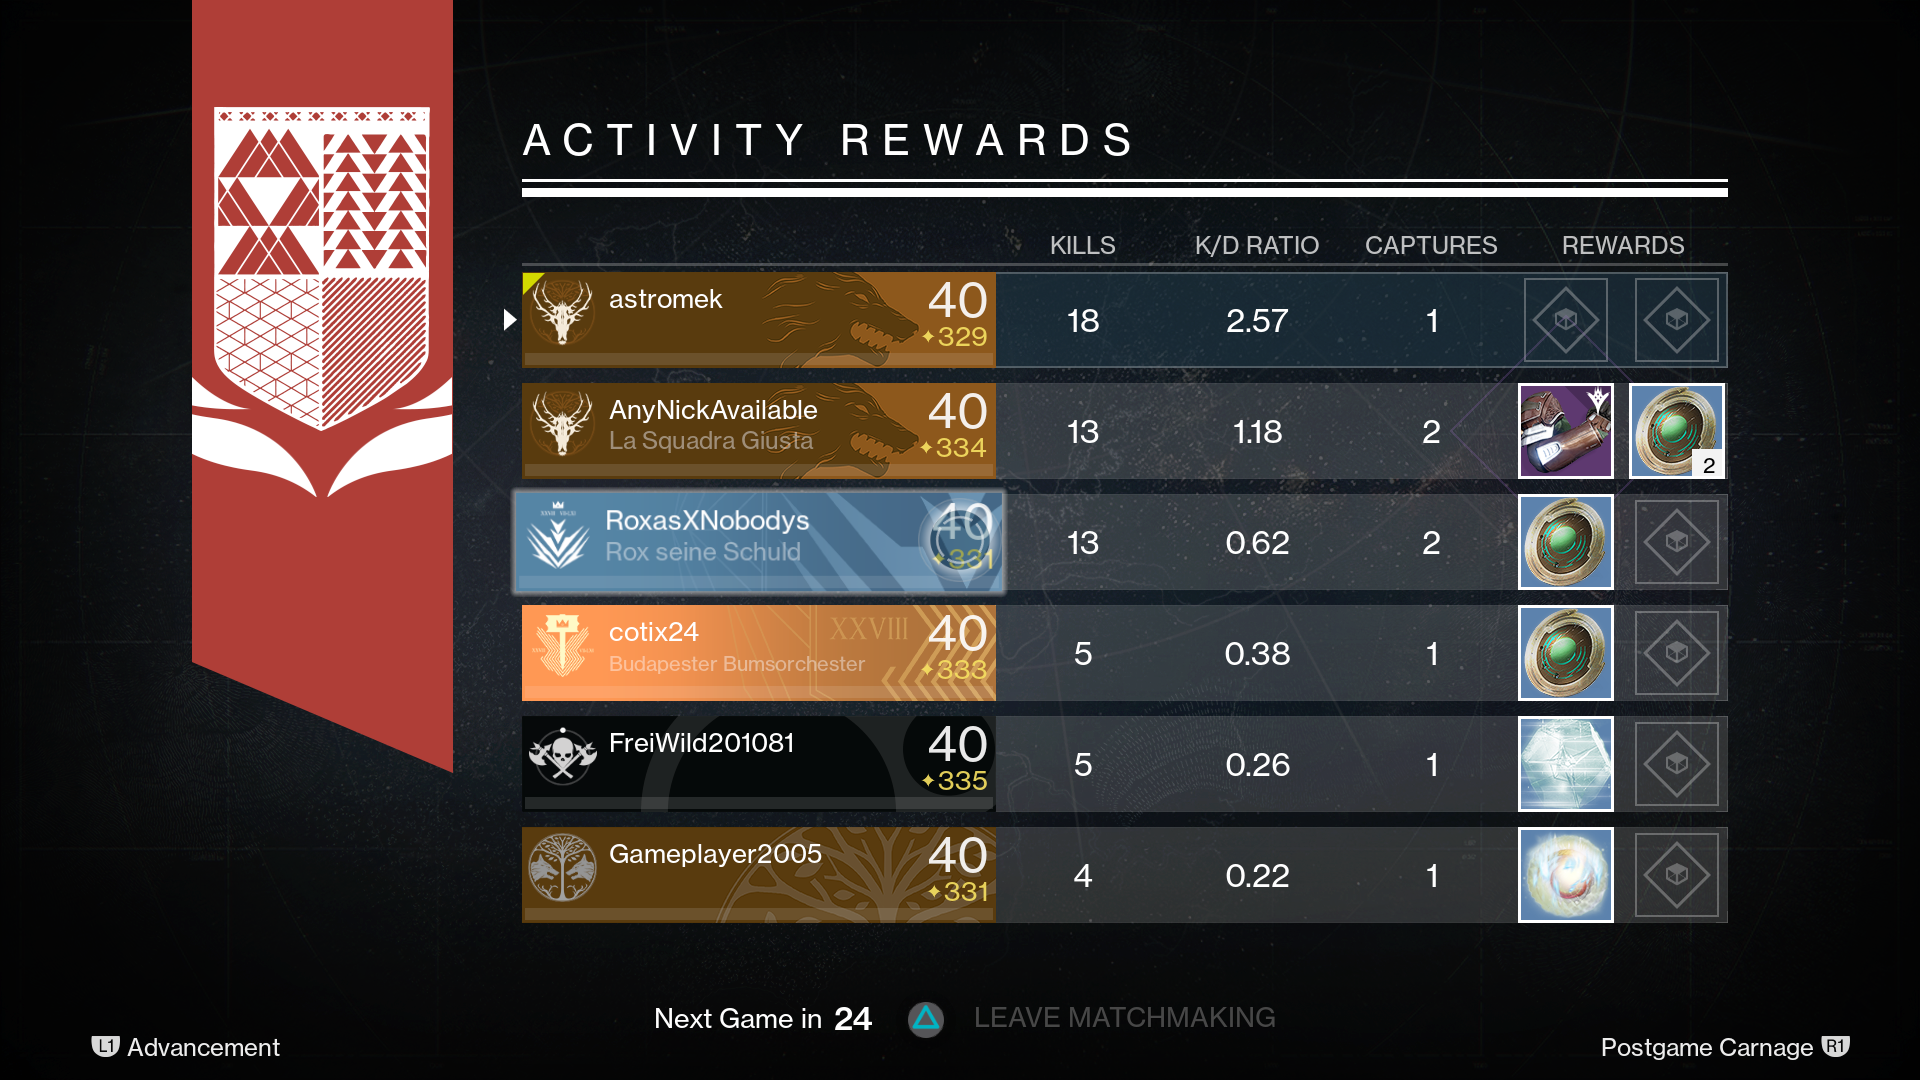 ACTIVITY REWARDS
KILLS K/D RATIO CAPTURES REWARDS
astromek 40 18 2.57 1
329
AnyNickAvailable 40 13 1.18 2
La Squadra Giusta 334
2
RoxasXNobodys 40 13 0.62 2
Rox seine Schuld 331
cotix24 XXVIII 40 5 0.38 1
Budapester Bumsorchester 333
FreiWild201081 40 5 0.26 1
335
Gameplayer2005 40 4 0.22 1
331
Next Game in 24 LEAVE MATCHMAKING
L1 Advancement Postgame Carnage R1